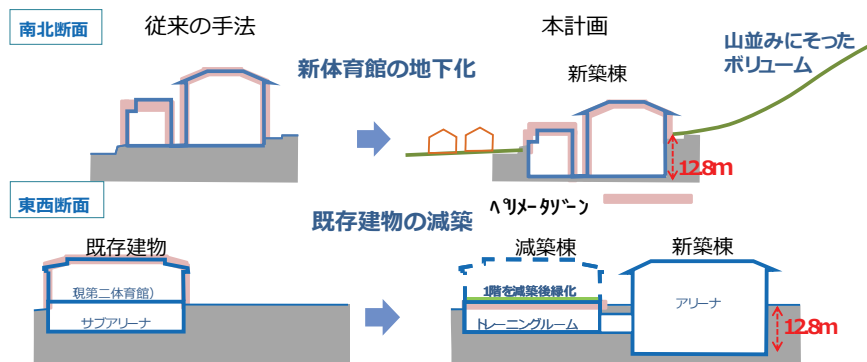 南北断面
従来の手法
本計画
山並みにそった
ボリューム
新体育館の地下化
新築棟
12.8m
東西断面
ペリメータゾーン
既存建物の減築
既存建物
減築棟
新築棟
(現第二体育館)
1階を減築後緑化
アリーナ
サブアリーナ
トレーニングルーム
12.8m